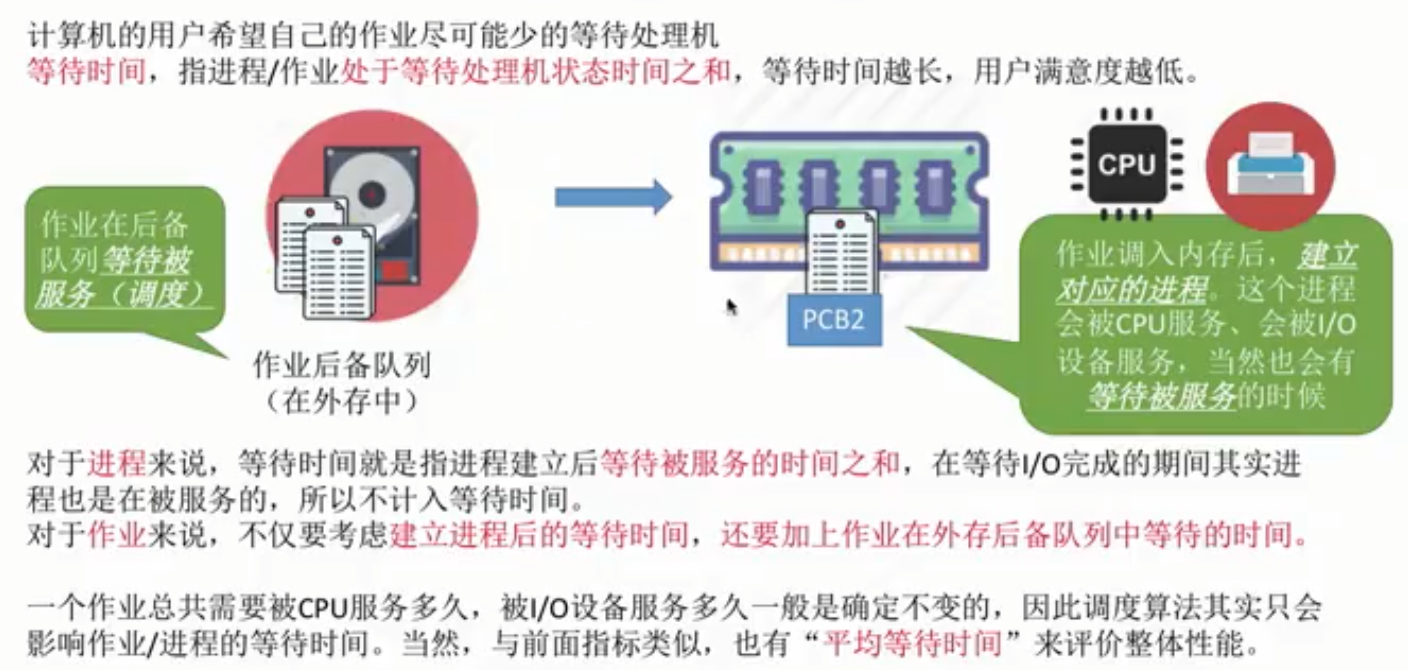 计算机的用户希望自己的作业尽可能少的等待处理机
等待时间，指进程/作业处于等待处理机状态时间之和，等待时间越长，用户满意度越低。
作业在后备
队列等待被
服务（调度）
作业后备队列
（在外存中）
PCB2
CPU
作业调入内存后，建立
对应的进程。这个进程
会被CPU服务、会被I/O
设备服务，当然也会有
等待被服务的时候
对于进程来说，等待时间就是指进程建立后等待被服务的时间之和，在等待I/O完成的期间其实进
程也是在被服务的，所以不计入等待时间。
对于作业来说，不仅要考虑建立进程后的等待时间，还要加上作业在外存后备队列中等待的时间。
一个作业总共需要被CPU服务多久，被I/O设备服务多久一般是确定不变的，因此调度算法其实只会
影响作业/进程的等待时间。当然，与前面指标类似，也有“平均等待时间”来评价整体性能。